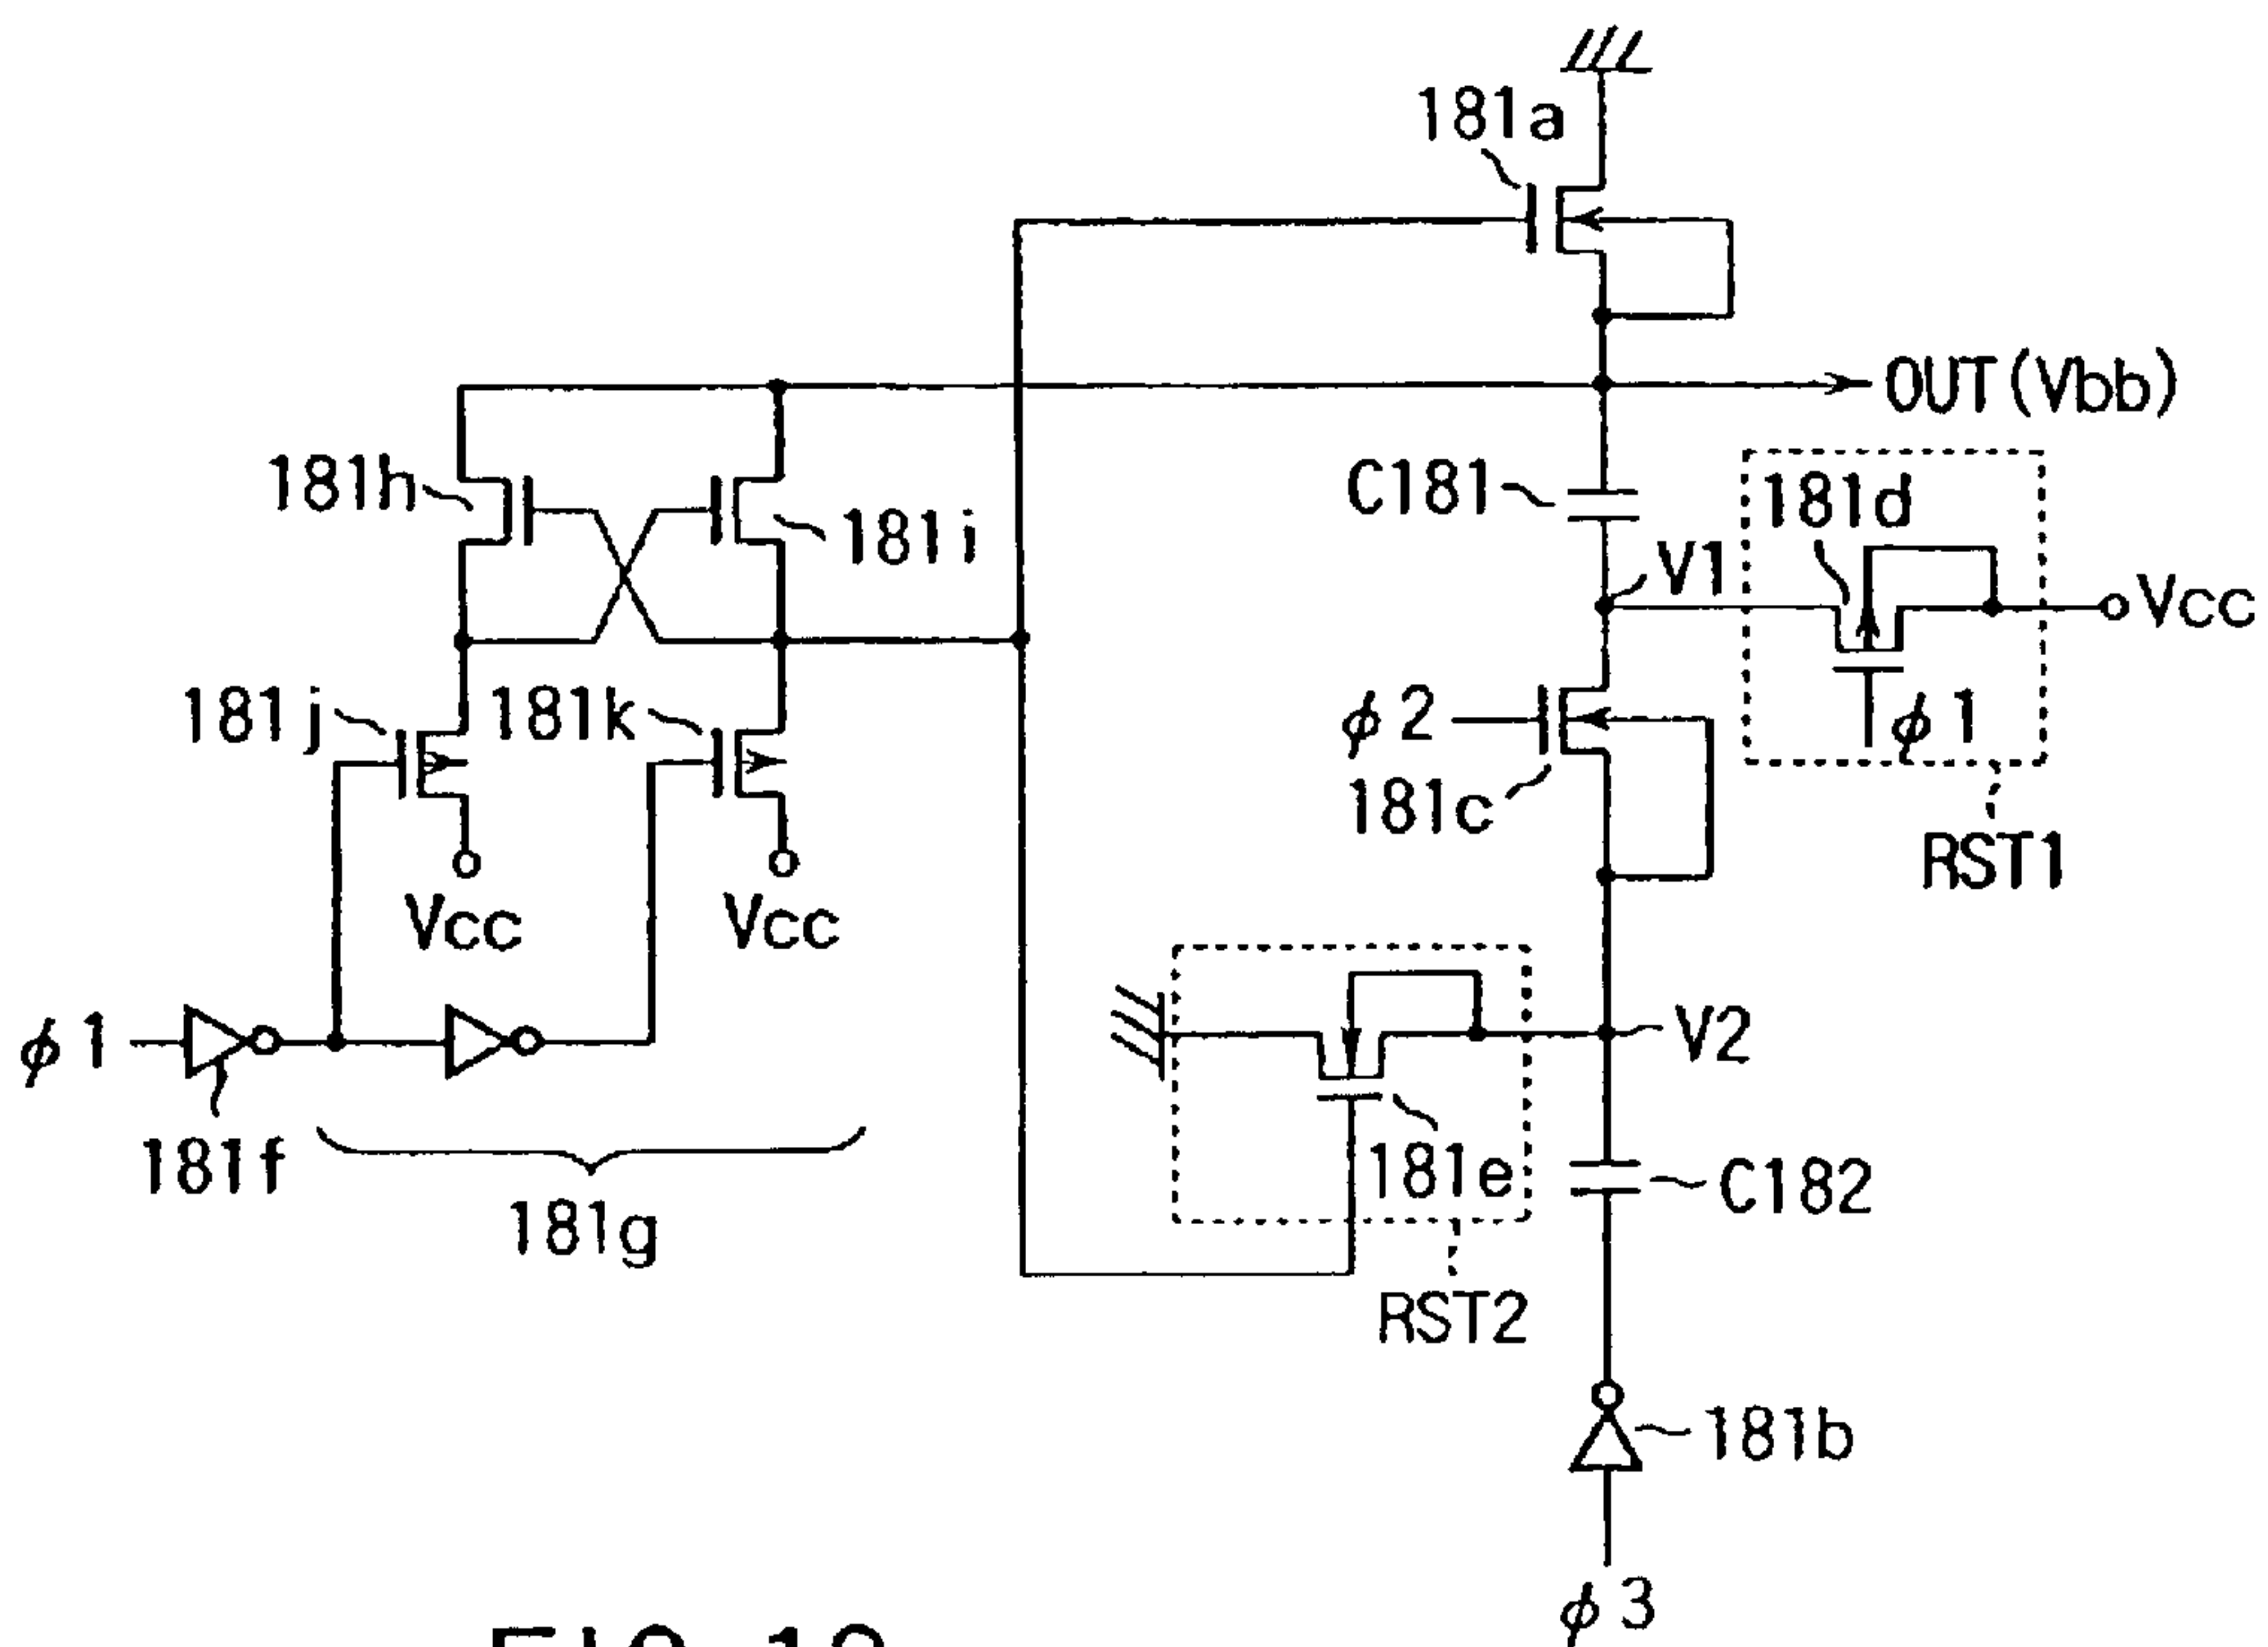 181a
OUT(Vbb)
181h
181i
C181
181d
V1
Vcc
181j
181k
φ2
φ1
181c
RST1
Vcc
Vcc
φ1
V2
181f
181e
C182
181g
RST2
181b
φ3